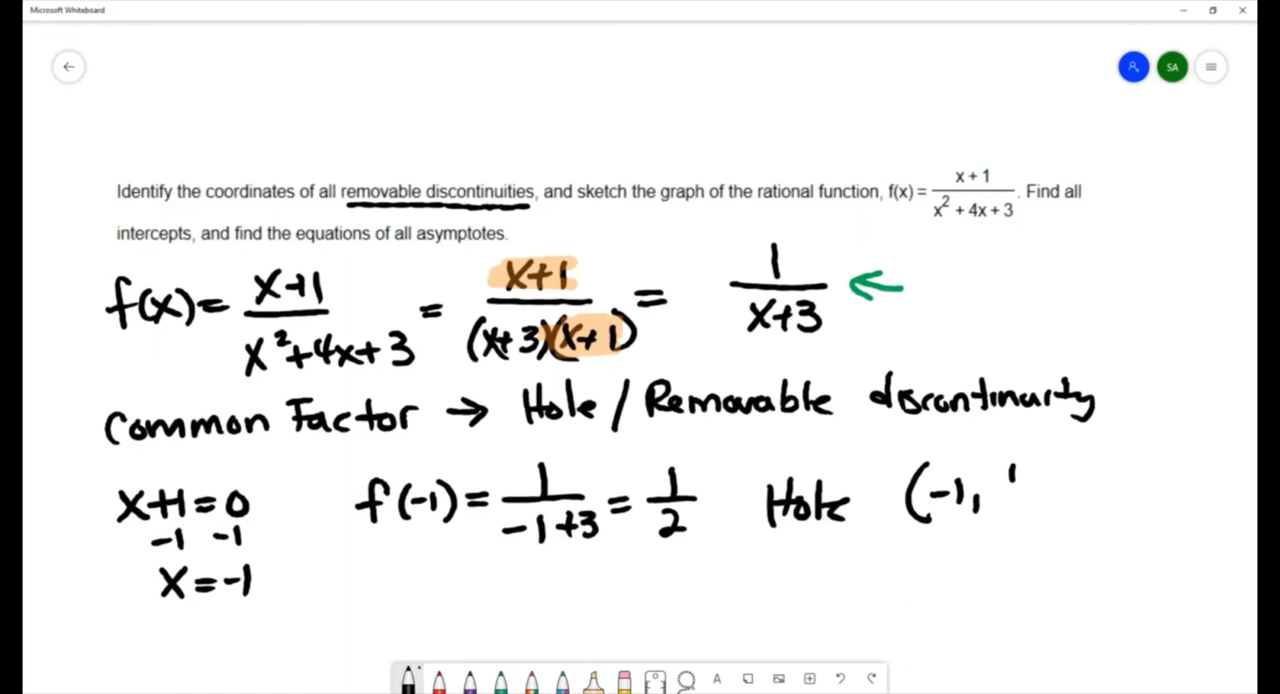 Microsoft Whiteboard
SA
Identify the coordinates of all removable discontinuities, and sketch the graph of the rational function, f(x) = (x + 1)/(x² + 4x + 3). Find all
intercepts, and find the equations of all asymptotes.
f(x) = (x+1)/(x²+4x+3) = (x+1)/((x+3)(x+1)) = 1/(x+3) ←
Common Factor → Hole / Removable discontinuity
x+1=0 f(-1) = 1/(-1+3) = 1/2 Hole (-1, '
-1 -1
x=-1
A